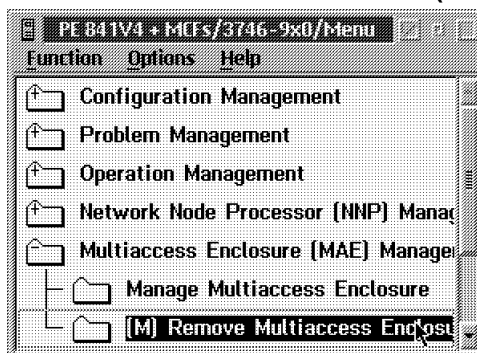 PE 841V4 + MCFs/3746-9x0/Menu
Function Options Help
Configuration Management
Problem Management
Operation Management
Network Node Processor (NNP) Manag
Multiaccess Enclosure (MAE) Manage
Manage Multiaccess Enclosure
(M) Remove Multiaccess Enclosu